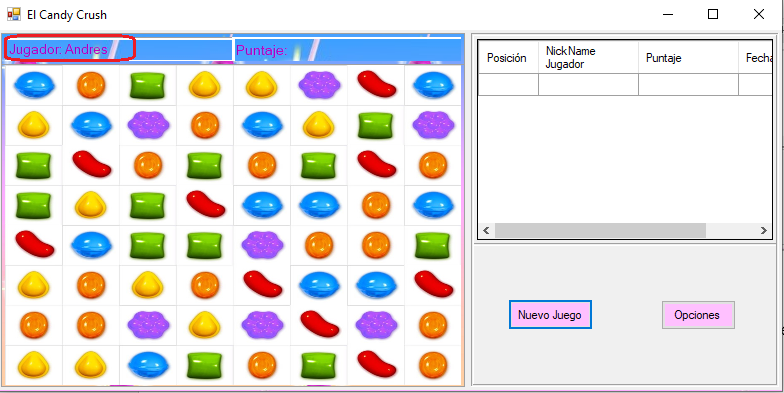 El Candy Crush
Jugador: Andres
Puntaje:
Posición
NickName
Jugador
Puntaje
Fecha
Nuevo Juego
Opciones